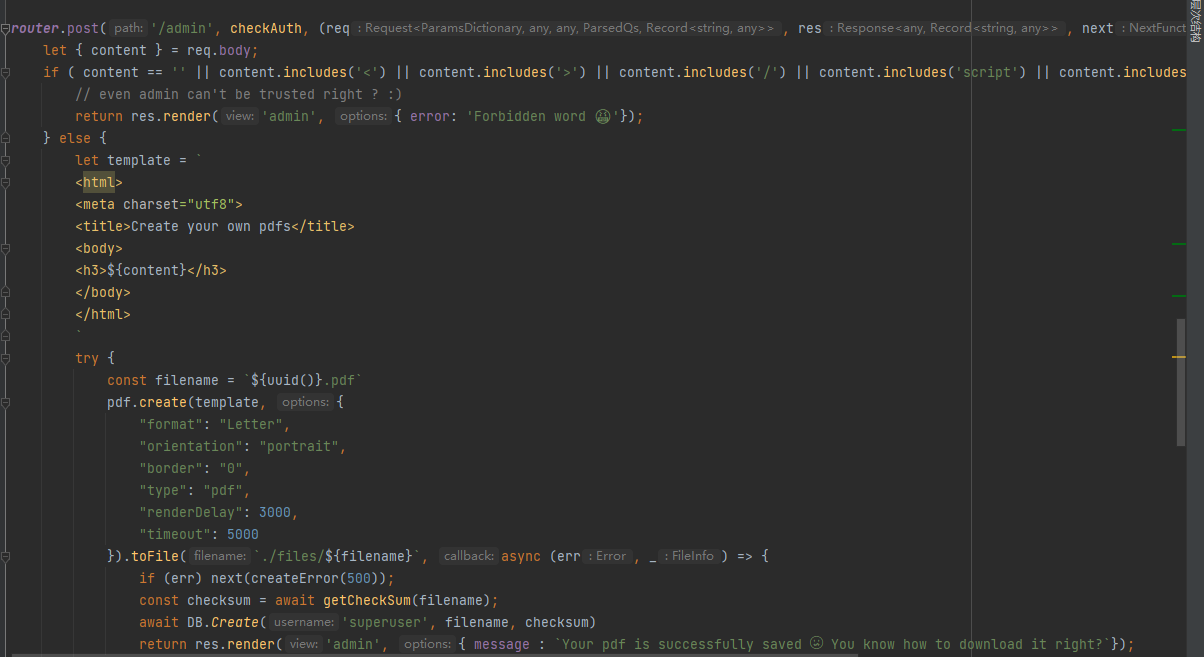 router.post( path: '/admin', checkAuth, (req : Request<ParamsDictionary, any, any, ParsedQs, Record<string, any>> , res : Response<any, Record<string, any>> , next : NextFunct
let { content } = req.body;
if ( content == '' || content.includes('<') || content.includes('>') || content.includes('/') || content.includes('script') || content.includes
// even admin can't be trusted right ? :)
return res.render( view: 'admin', options: { error: 'Forbidden word 😫'});
} else {
let template = `
<html>
<meta charset="utf8">
<title>Create your own pdfs</title>
<body>
<h3>${content}</h3>
</body>
</html>
`
try {
const filename = `${uuid()}.pdf`
pdf.create(template, options: {
"format": "Letter",
"orientation": "portrait",
"border": "0",
"type": "pdf",
"renderDelay": 3000,
"timeout": 5000
}).toFile( filename: `./files/${filename}`, callback: async (err : Error , _ : FileInfo ) => {
if (err) next(createError(500));
const checksum = await getCheckSum(filename);
await DB.Create( username: 'superuser', filename, checksum)
return res.render( view: 'admin', options: { message : `Your pdf is successfully saved ☹ You know how to download it right?`});
层次结构